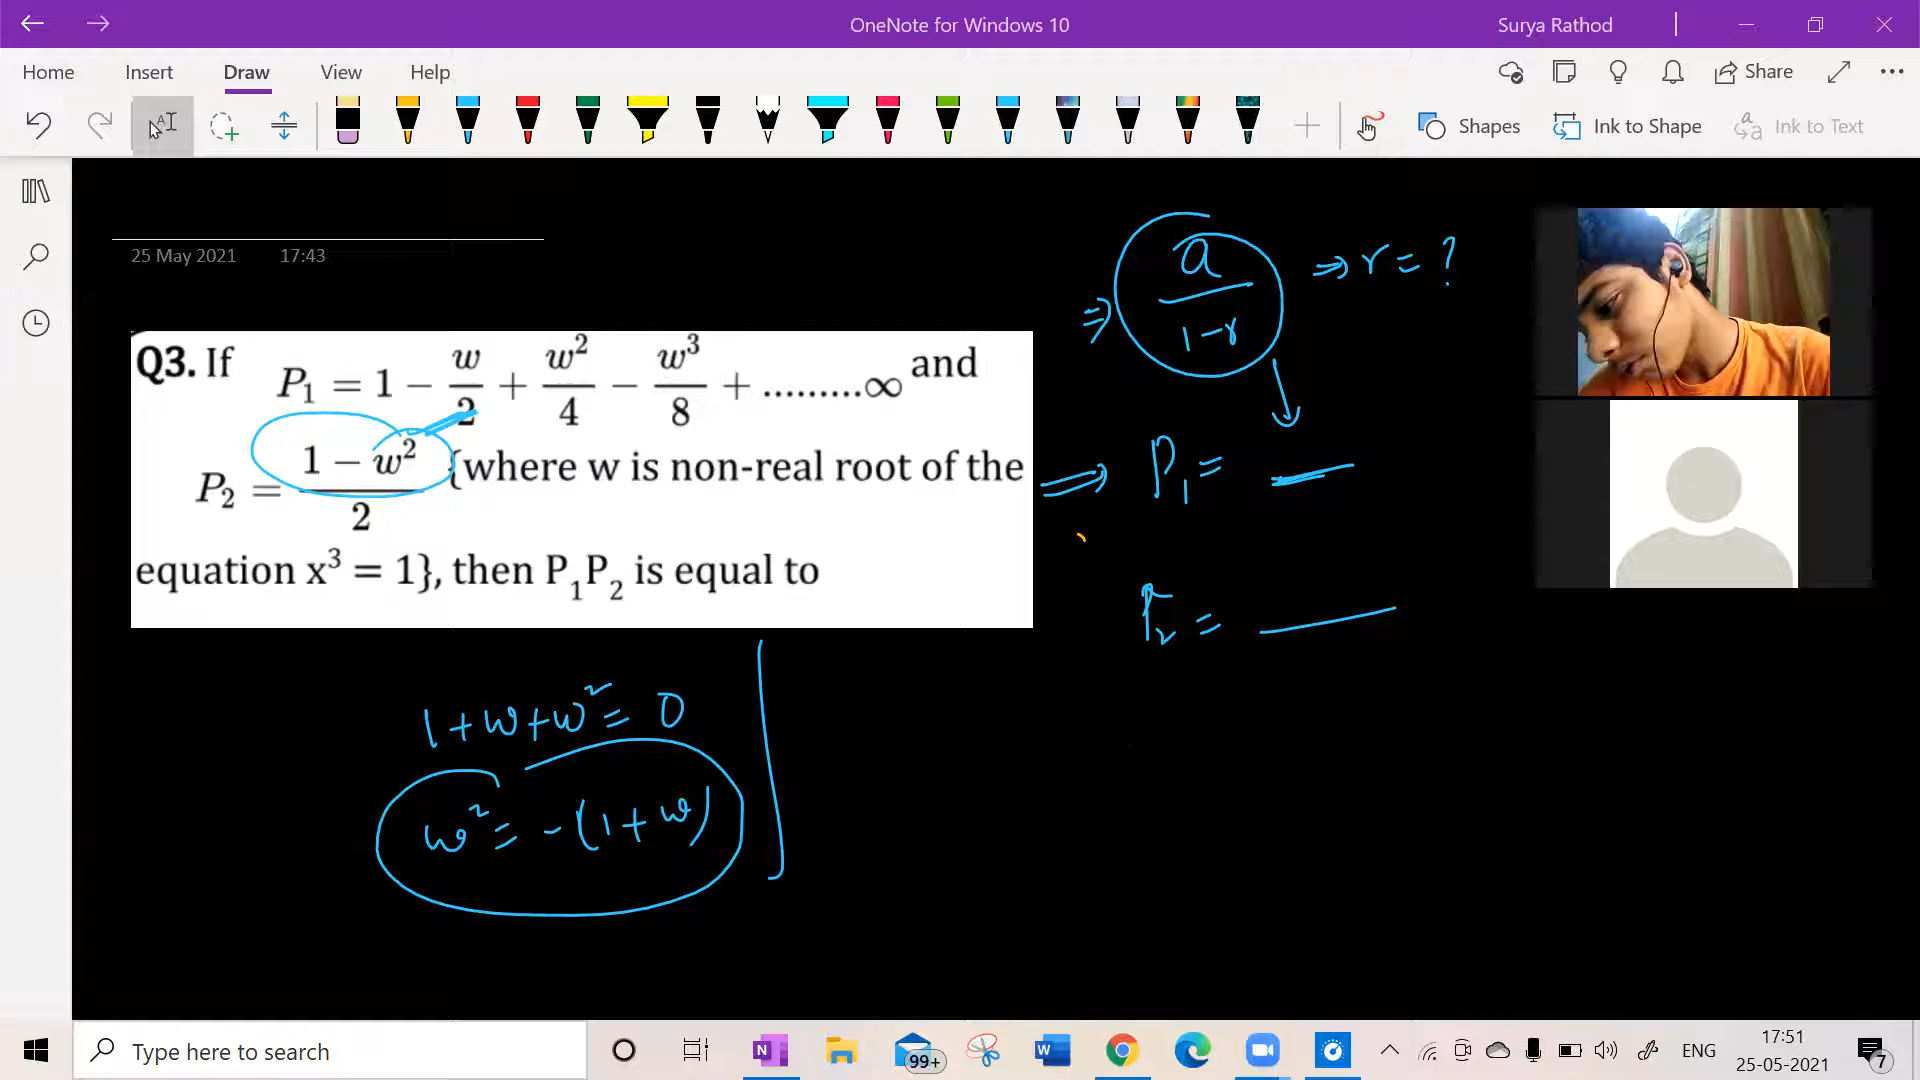 OneNote for Windows 10
Surya Rathod
Home Insert Draw View Help
Share
Shapes Ink to Shape Ink to Text
25 May 2021 17:43
Q3. If P₁ = 1 − w/2 + w²/4 − w³/8 + .........∞ and
P₂ = (1 − w²)/2 {where w is non-real root of the
equation x³ = 1}, then P₁P₂ is equal to
⇒ a/(1−r) ⇒ r = ?
⇒ P₁ =
P₂ =
1+w+w² = 0
w² = −(1+w)
Type here to search
N
99+
W
ENG
17:51
25-05-2021
7